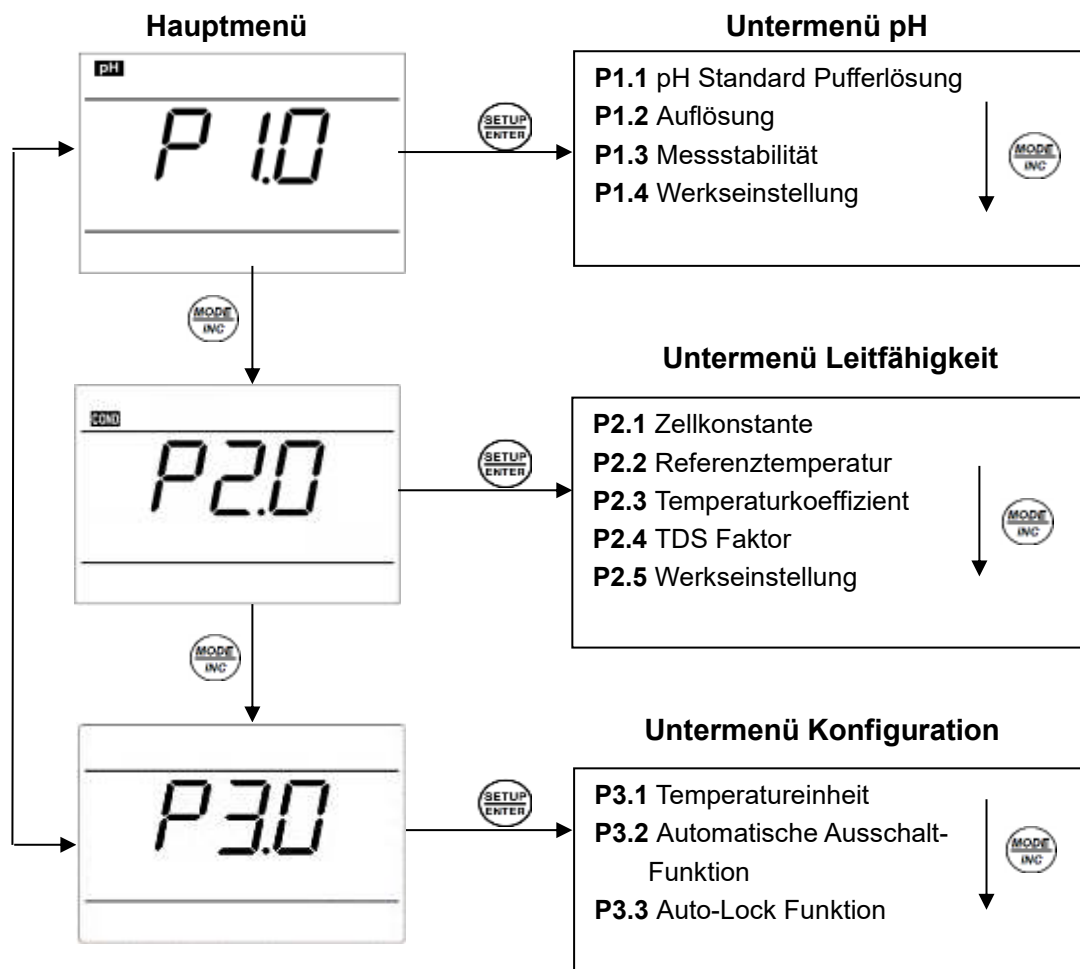 Hauptmenü
Untermenü pH
pH
P 1.0
SETUP
ENTER
P1.1 pH Standard Pufferlösung
P1.2 Auflösung
P1.3 Messstabilität
P1.4 Werkseinstellung
MODE
INC
MODE
INC
Untermenü Leitfähigkeit
COND
P2.0
SETUP
ENTER
P2.1 Zellkonstante
P2.2 Referenztemperatur
P2.3 Temperaturkoeffizient
P2.4 TDS Faktor
P2.5 Werkseinstellung
MODE
INC
MODE
INC
Untermenü Konfiguration
P3.0
SETUP
ENTER
P3.1 Temperatureinheit
P3.2 Automatische Ausschalt-
Funktion
P3.3 Auto-Lock Funktion
MODE
INC